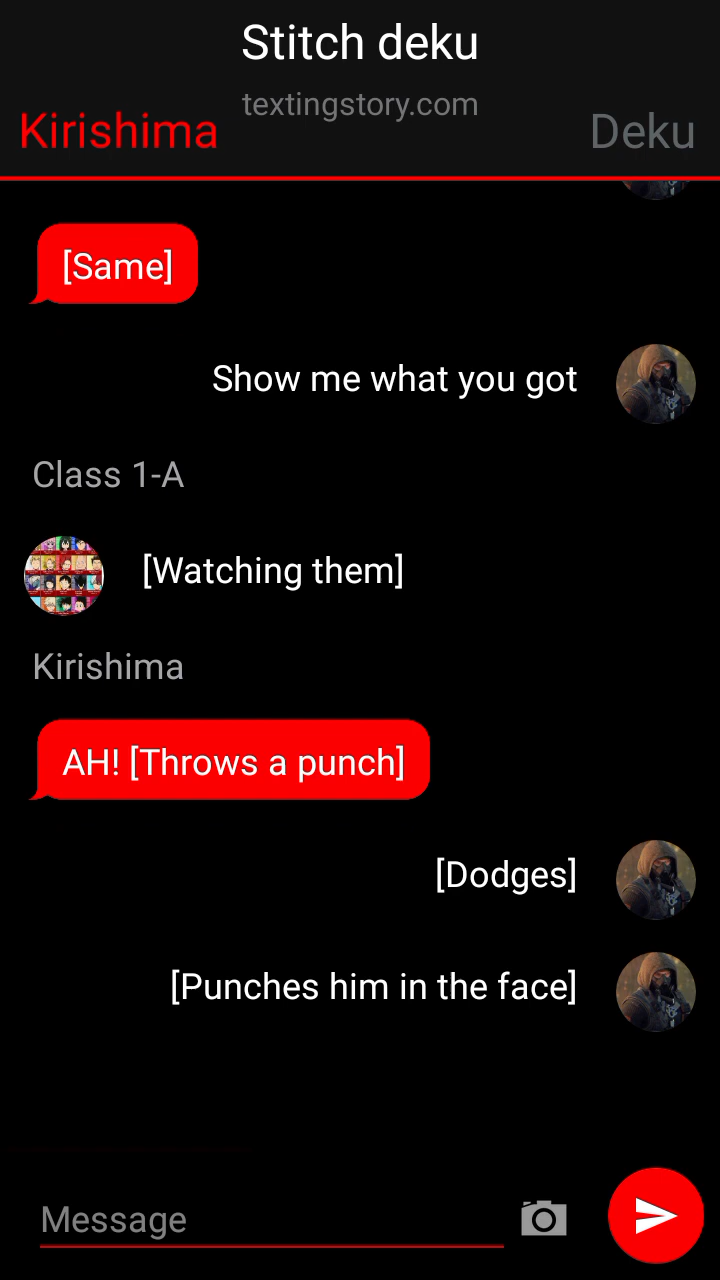 Stitch deku
textingstory.com
Kirishima
Deku
[Same]
Show me what you got
Class 1-A
[Watching them]
Kirishima
AH! [Throws a punch]
[Dodges]
[Punches him in the face]
Message